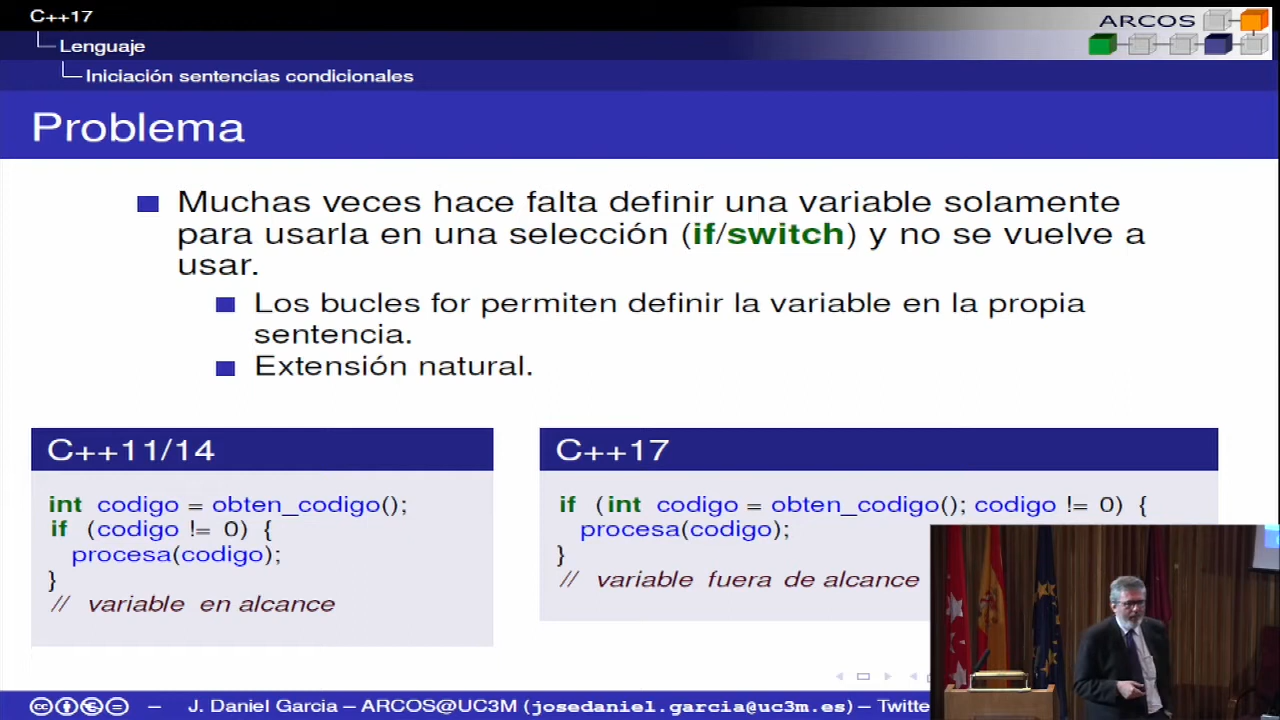 C++17
Lenguaje
Iniciación sentencias condicionales
ARCOS
Problema
Muchas veces hace falta definir una variable solamente
para usarla en una selección (if/switch) y no se vuelve a
usar.
Los bucles for permiten definir la variable en la propia
sentencia.
Extensión natural.
C++11/14
int codigo = obten_codigo();
if (codigo != 0) {
procesa(codigo);
}
// variable en alcance
C++17
if (int codigo = obten_codigo(); codigo != 0) {
procesa(codigo);
}
// variable fuera de alcance
– J. Daniel Garcia – ARCOS@UC3M (josedaniel.garcia@uc3m.es) – Twitte